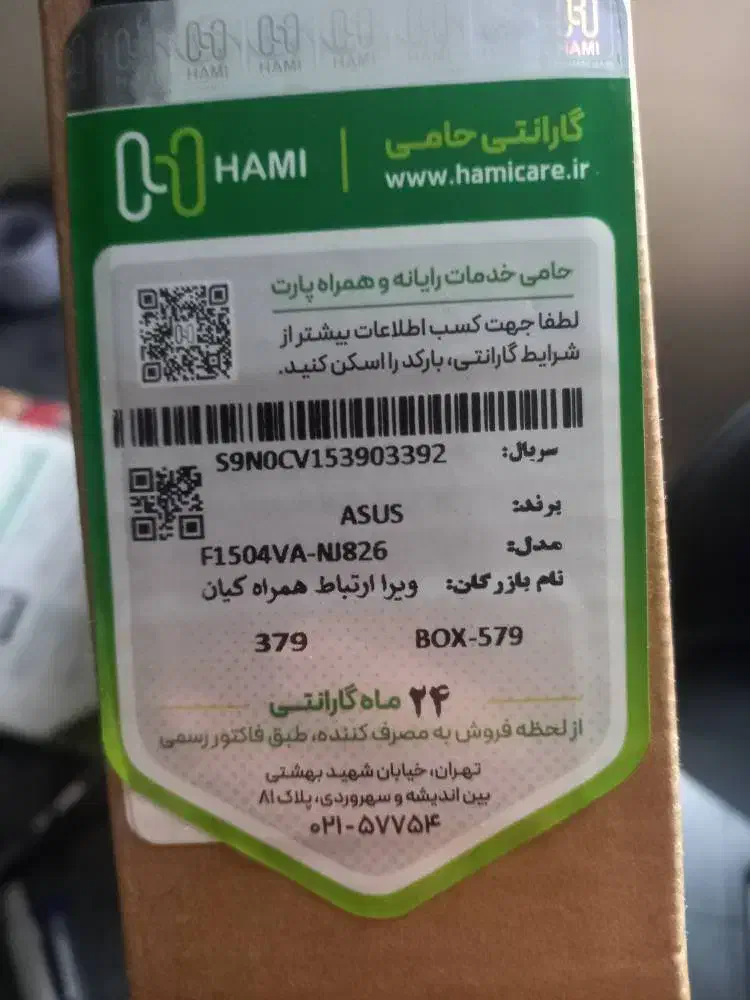 HAMI HAMI HAMI HAMI
HAMI
گارانتی حامی
www.hamicare.ir
حامی خدمات رایانه و همراه پارت
لطفا جهت کسب اطلاعات بیشتر از
شرایط گارانتی، بارکد را اسکن کنید.
سریال: S9N0CV153903392
برند: ASUS
مدل: F1504VA-NJ826
نام بازرگان: ویرا ارتباط همراه کیان
BOX-579 379
۲۴ ماه گارانتی
از لحظه فروش به مصرف کننده، طبق فاکتور رسمی
تهران، خیابان شهید بهشتی
بین اندیشه و سهروردی، پلاک ۸۱
۰۲۱-۵۷۷۵۴